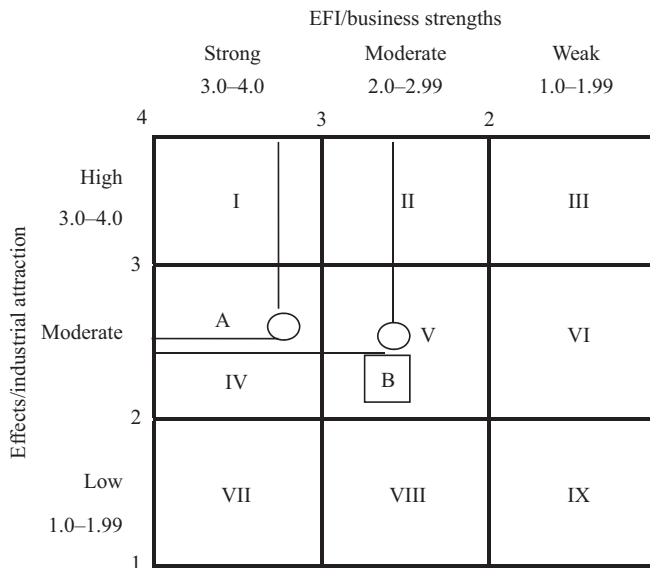 EFI/business strengths
Strong Moderate Weak
3.0–4.0 2.0–2.99 1.0–1.99
4 3 2
High
3.0–4.0
I II III
3
Effects/industrial attraction
Moderate
A
V VI
IV
B
2
Low
1.0–1.99
VII VIII IX
1